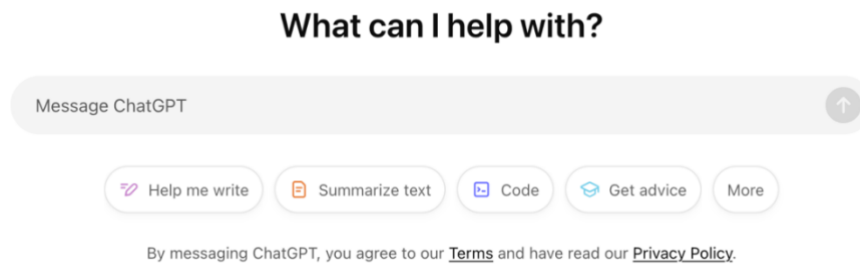 What can I help with?
Message ChatGPT
Help me write Summarize text Code Get advice More
By messaging ChatGPT, you agree to our Terms and have read our Privacy Policy.